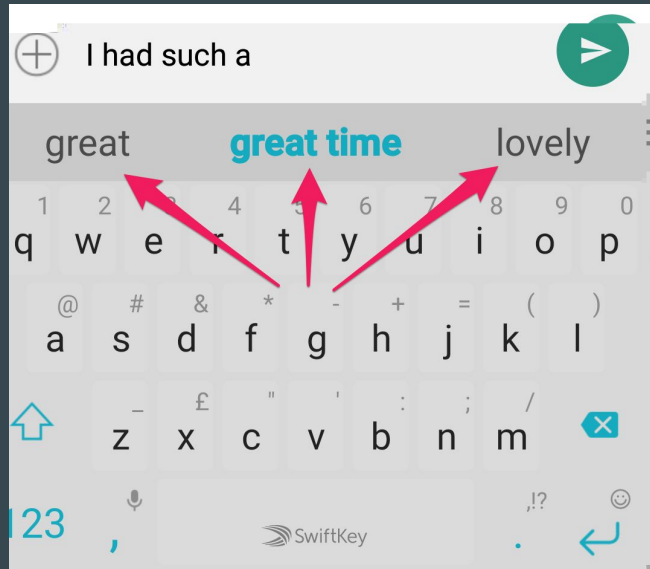 I had such a
great great time lovely
1 2 3 4 5 6 7 8 9 0
q w e r t y u i o p
@ # & * - + = ( )
a s d f g h j k l
_ £ " ' : ; /
z x c v b n m
,!?
123 , SwiftKey .